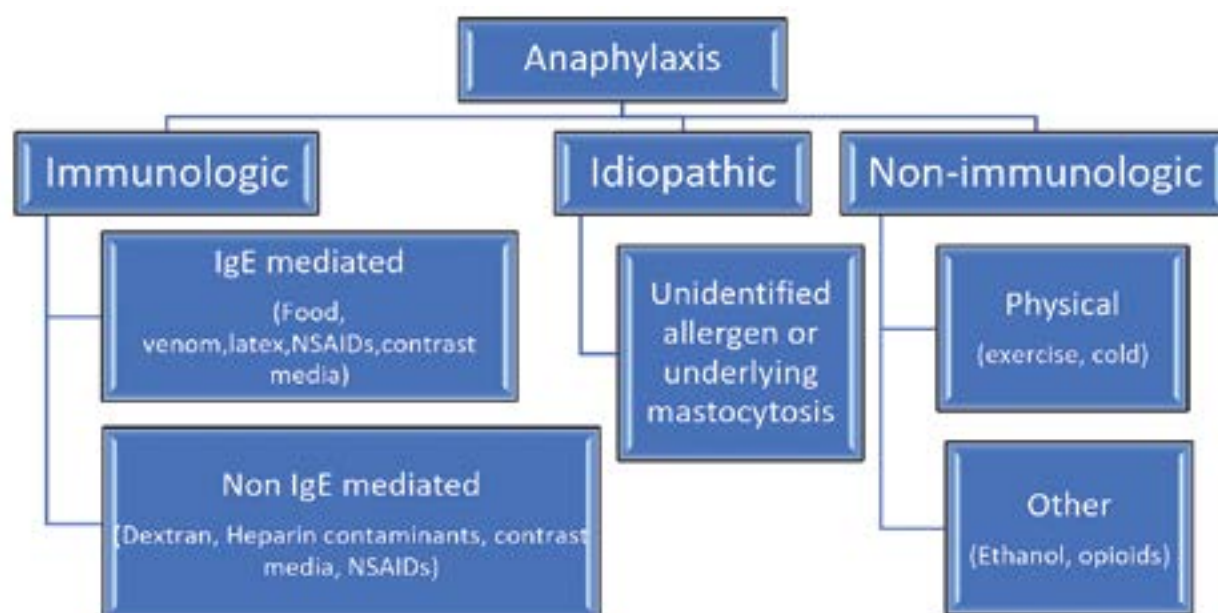 Anaphylaxis
Immunologic
Idiopathic
Non-immunologic
IgE mediated
(Food,
venom,latex,NSAIDs,contrast
media)
Non IgE mediated
(Dextran, Heparin contaminants, contrast
media, NSAIDs)
Unidentified
allergen or
underlying
mastocytosis
Physical
(exercise, cold)
Other
(Ethanol, opioids)